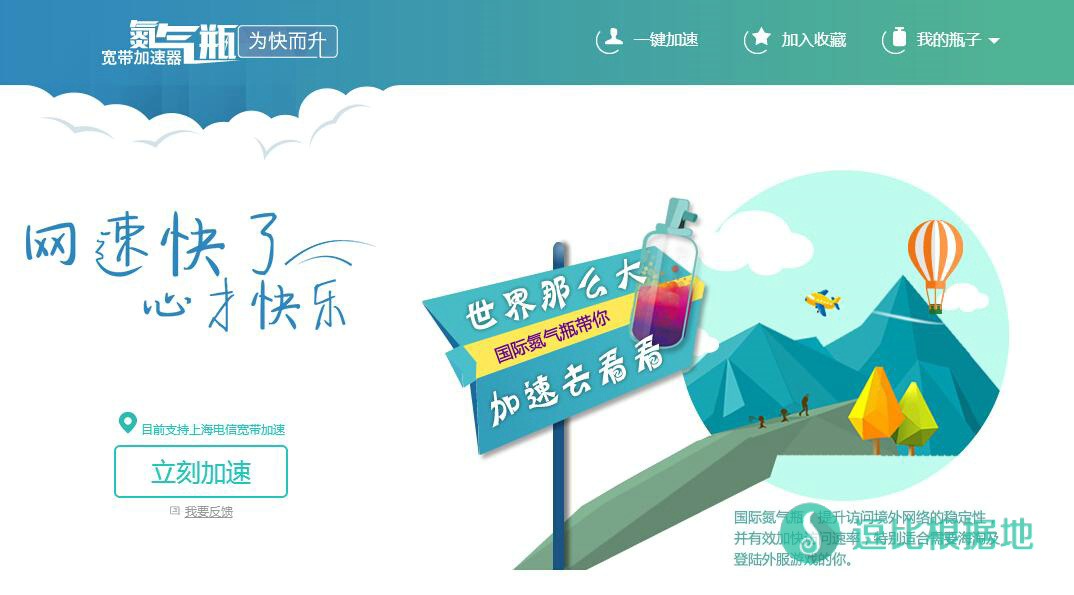 氮气瓶
宽带加速器
为快而升
一键加速
加入收藏
我的瓶子
网速快了
心才快乐
世界那么大
国际氮气瓶带你
加速去看看
目前支持上海电信宽带加速
立刻加速
我要反馈
国际氮气瓶，提升访问境外网络的稳定性
并有效加快访问速率，特别适合需要海淘及
登陆外服游戏的你。
逗比根据地